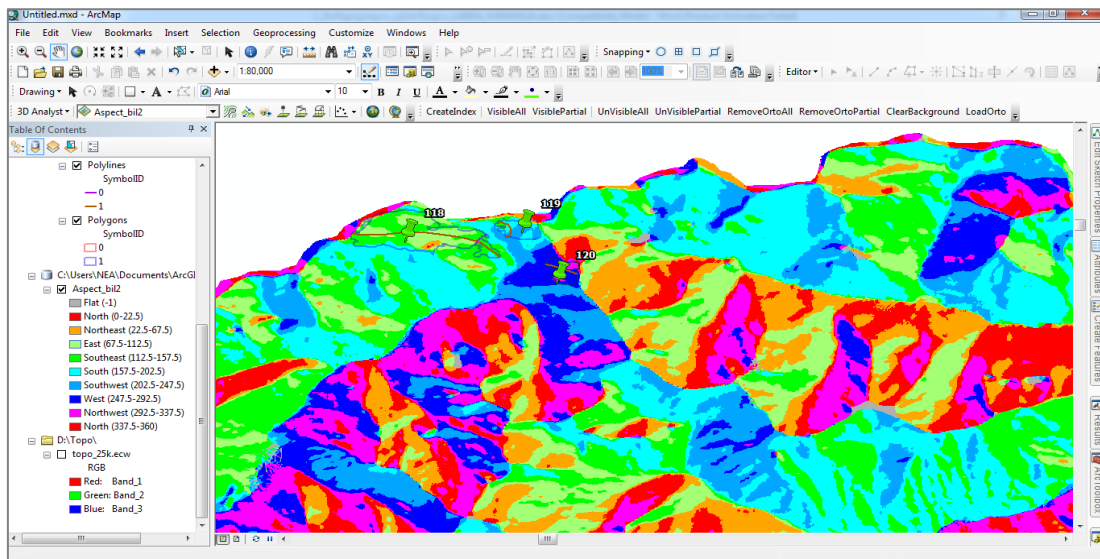 Untitled.mxd - ArcMap
File Edit View Bookmarks Insert Selection Geoprocessing Customize Windows Help
Snapping
1:80,000
100%
Editor
Drawing
Arial
10
B I U A
3D Analyst
Aspect_bil2
CreateIndex VisibleAll VisiblePartial UnVisibleAll UnVisiblePartial RemoveOrtoAll RemoveOrtoPartial ClearBackground LoadOrto
Table Of Contents
Polylines
SymbolID
0
1
Polygons
SymbolID
0
1
C:\Users\NEA\Documents\ArcGI
Aspect_bil2
Flat (-1)
North (0-22.5)
Northeast (22.5-67.5)
East (67.5-112.5)
Southeast (112.5-157.5)
South (157.5-202.5)
Southwest (202.5-247.5)
West (247.5-292.5)
Northwest (292.5-337.5)
North (337.5-360)
D:\Topo\
topo_25k.ecw
RGB
Red: Band_1
Green: Band_2
Blue: Band_3
118
119
120
Edit Sketch Properties
Attributes
Create Features
Results
ArcToolbox